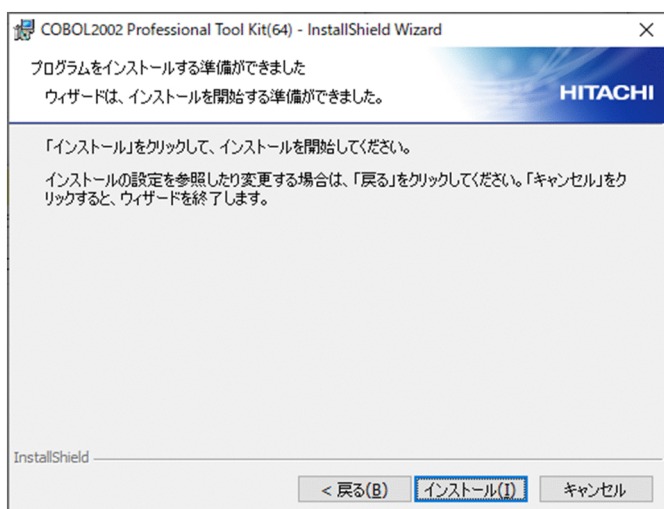 COBOL2002 Professional Tool Kit(64) - InstallShield Wizard
プログラムをインストールする準備ができました
ウィザードは、インストールを開始する準備ができました。
HITACHI
「インストール」をクリックして、インストールを開始してください。
インストールの設定を参照したり変更する場合は、「戻る」をクリックしてください。「キャンセル」をク
リックすると、ウィザードを終了します。
InstallShield
< 戻る(B)
インストール(I)
キャンセル